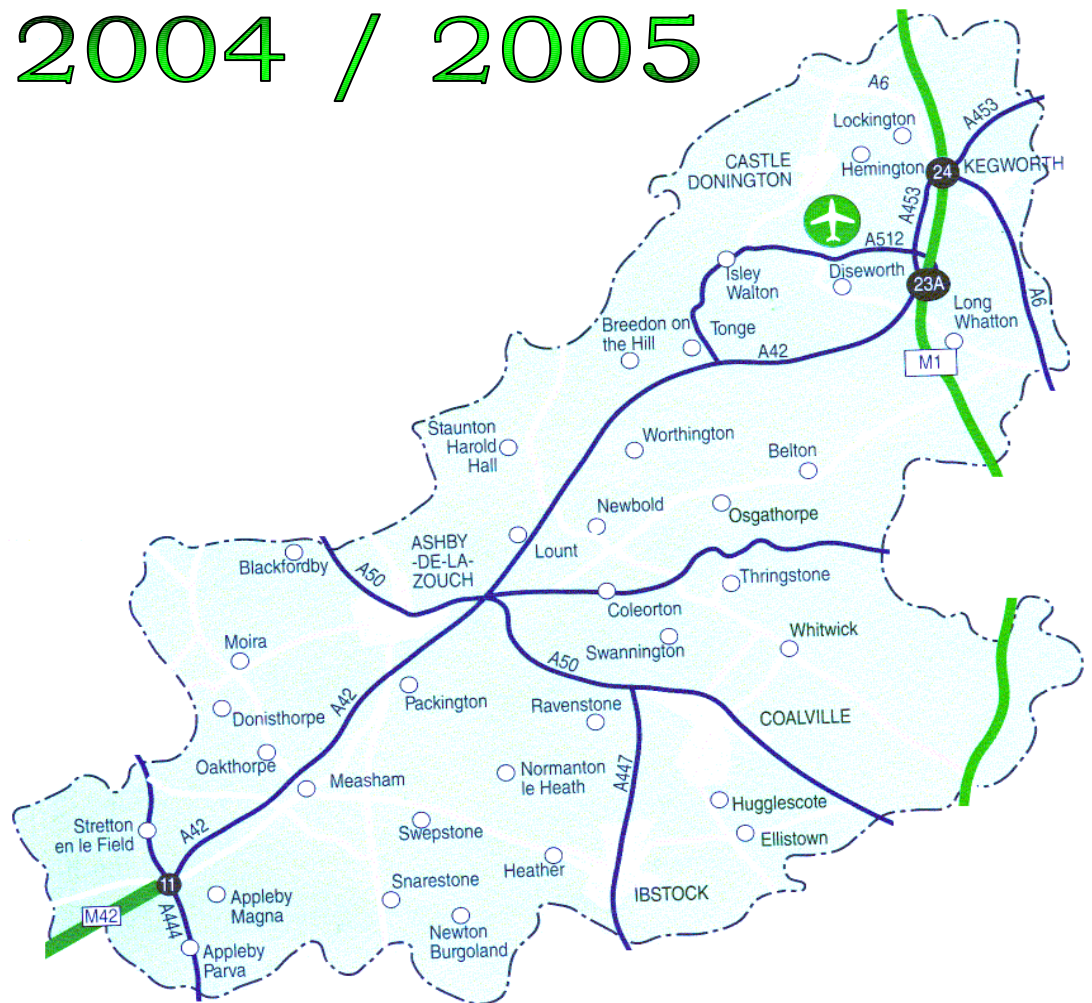 2004 / 2005
A6
Lockington
A453
CASTLE
DONINGTON
Hemington
24
KEGWORTH
A453
A512
Isley
Walton
Diseworth
23A
A6
Long
Whatton
Breedon on
the Hill
Tonge
A42
M1
Staunton
Harold
Hall
Worthington
Belton
Newbold
Osgathorpe
ASHBY
-DE-LA-
ZOUCH
Lount
Blackfordby
A50
Thringstone
Coleorton
Whitwick
Moira
Swannington
A50
A42
Packington
Ravenstone
Donisthorpe
COALVILLE
Oakthorpe
Measham
Normanton
le Heath
A447
Hugglescote
Stretton
en le Field
A42
Swepstone
Ellistown
Heather
11
Appleby
Magna
Snarestone
IBSTOCK
M42
A444
Newton
Burgoland
Appleby
Parva